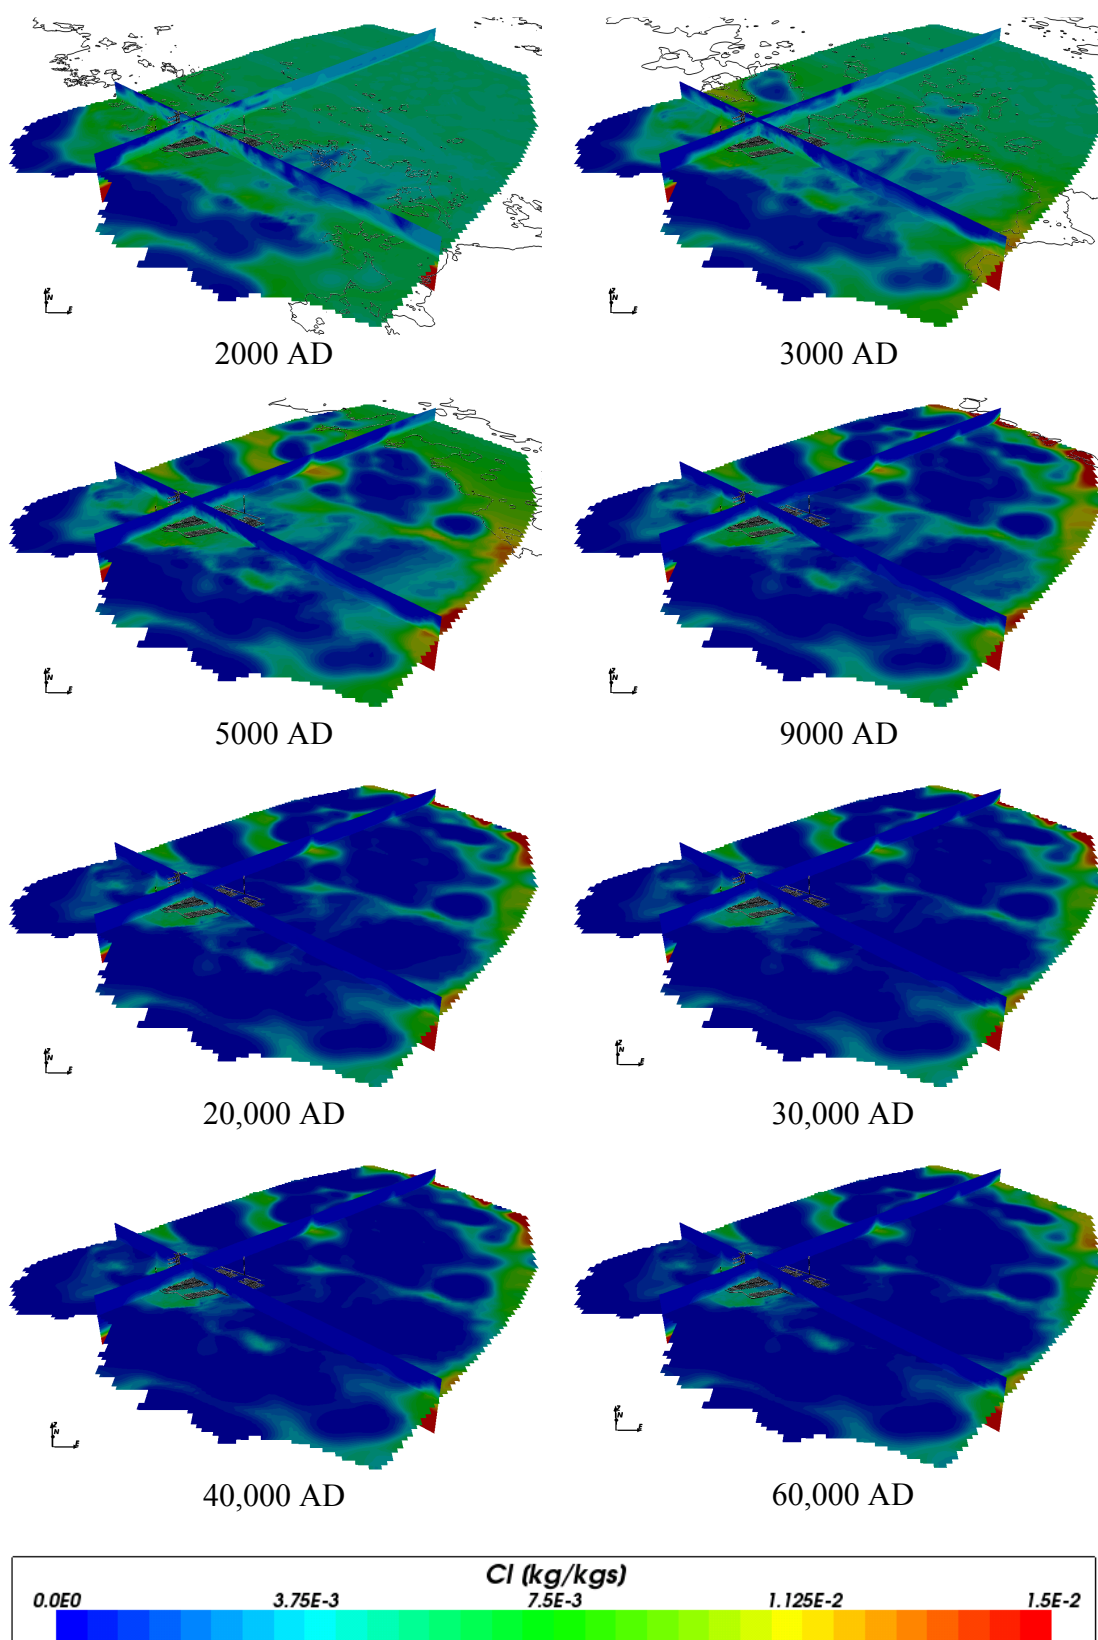 2000 AD
3000 AD
5000 AD
9000 AD
20,000 AD
30,000 AD
40,000 AD
60,000 AD
Cl (kg/kgs)
0.0E0 3.75E-3 7.5E-3 1.125E-2 1.5E-2